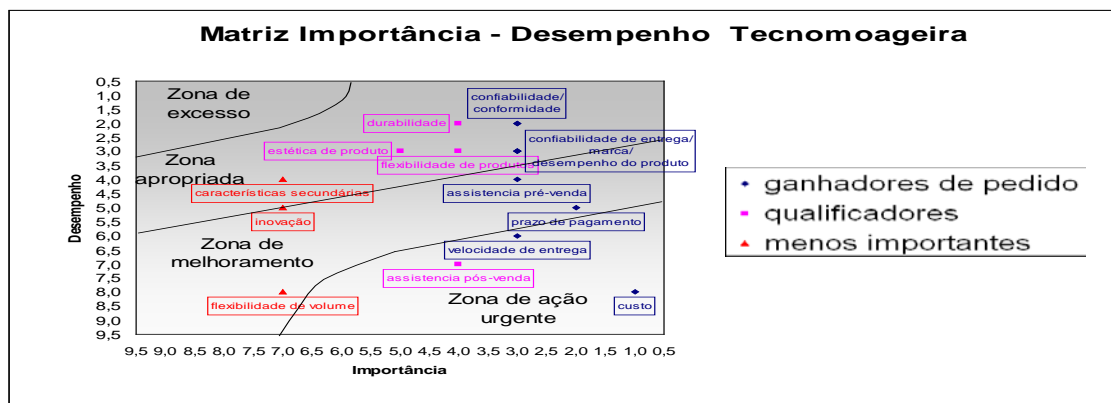 Matriz Importância - Desempenho Tecnomoageira
Desempenho
0,5
1,0
1,5
2,0
2,5
3,0
3,5
4,0
4,5
5,0
5,5
6,0
6,5
7,0
7,5
8,0
8,5
9,0
9,5
Zona de
excesso
confiabilidade/
conformidade
durabilidade
confiabilidade de entrega/
marca/
desempenho do produto
estética de produto
flexibilidade de produtos
Zona
apropriada
características secundárias
assistencia pré-venda
inovação
prazo de pagamento
Zona de
melhoramento
velocidade de entrega
assistencia pós-venda
flexibilidade de volume
Zona de ação
urgente
custo
9,5 9,0 8,5 8,0 7,5 7,0 6,5 6,0 5,5 5,0 4,5 4,0 3,5 3,0 2,5 2,0 1,5 1,0 0,5
Importância
ganhadores de pedido
qualificadores
menos importantes